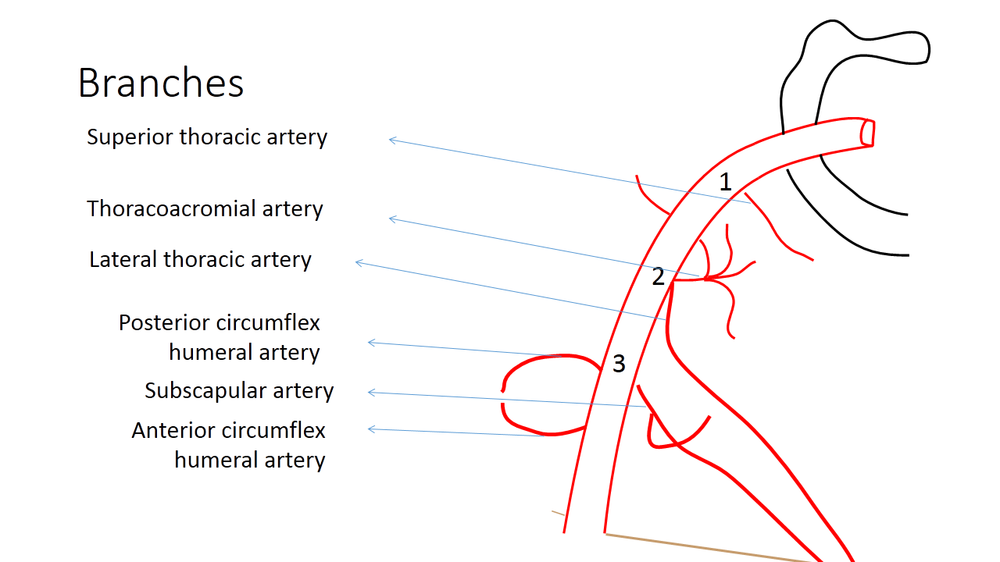 Branches
Superior thoracic artery
Thoracoacromial artery
Lateral thoracic artery
Posterior circumflex
humeral artery
Subscapular artery
Anterior circumflex
humeral artery
1
2
3